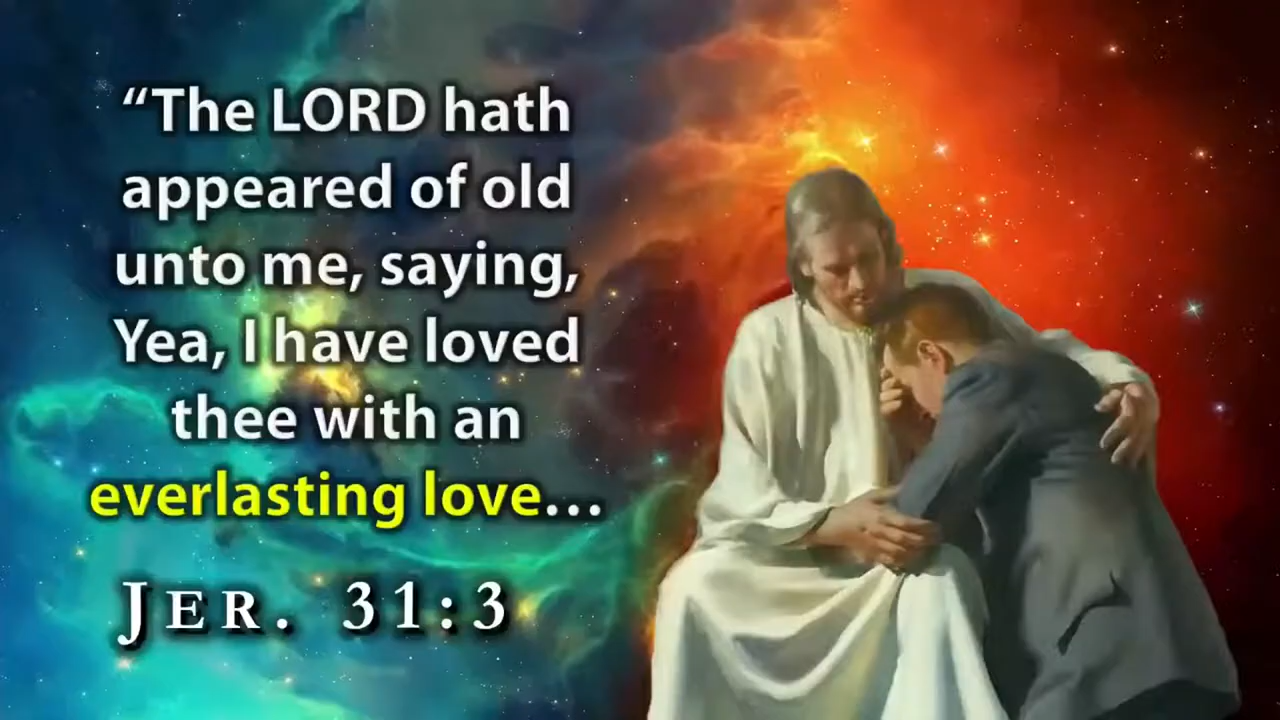 “The LORD hath
appeared of old
unto me, saying,
Yea, I have loved
thee with an
everlasting love...
JER. 31:3